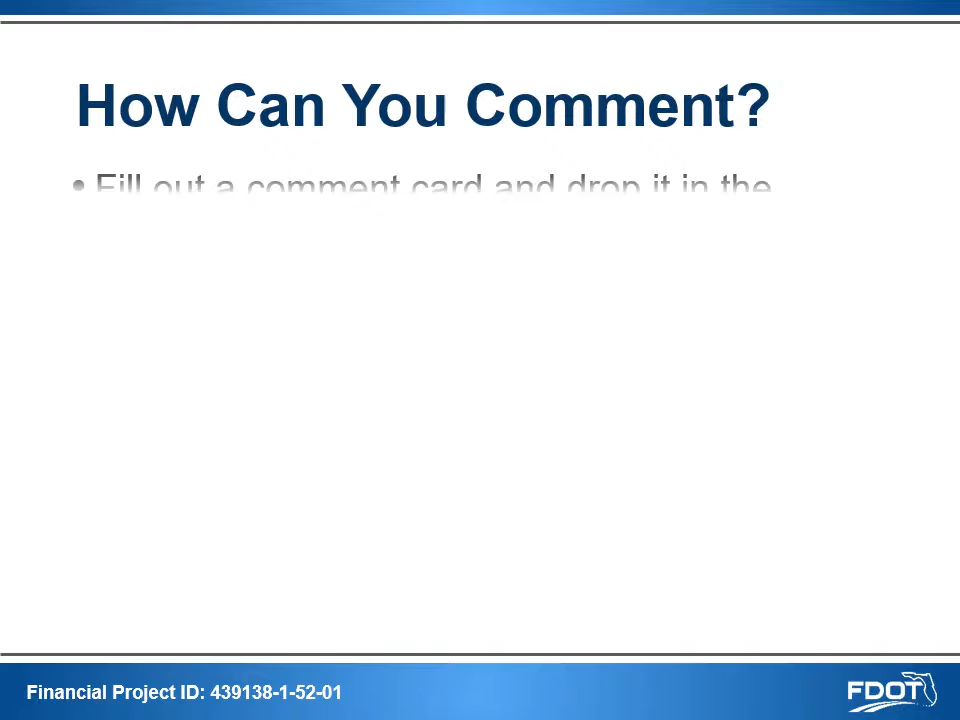 How Can You Comment?
• Fill out a comment card and drop it in the
Financial Project ID: 439138-1-52-01
FDOT